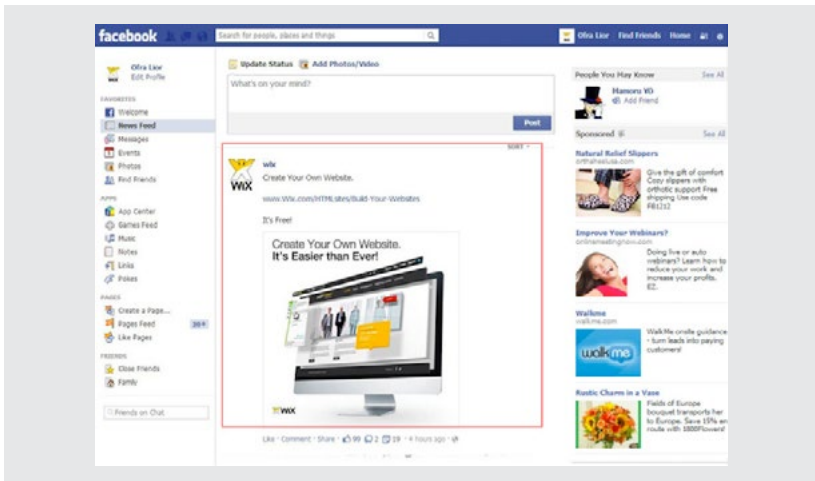 facebook
Search for people, places and things
Ofra Lior Find Friends Home
Ofra Lior
Edit Profile
FAVORITES
Welcome
News Feed
Messages
Events
Photos
Find Friends
APPS
App Center
Games Feed
Music
Notes
Links
Pokes
PAGES
Create a Page...
Pages Feed 20+
Like Pages
FRIENDS
Close Friends
Family
Friends on Chat
Update Status Add Photos/Video
What's on your mind?
Post
SORT
WiX
wix
Create Your Own Website.
www.Wix.com/HTMLsites/Build-Your-Websites
It's Free!
Create Your Own Website.
It's Easier than Ever!
WiX
Like · Comment · Share · 99 2 19 · 4 hours ago ·
People You May Know See All
Hamoru Yö
Add Friend
Sponsored See All
Natural Relief Slippers
orthaheelusa.com
Give the gift of comfort
Cozy slippers with
orthotic support Free
shipping Use code
FB1212
Improve Your Webinars?
onlinemeetingnow.com
Doing live or auto
webinars? Learn how to
reduce your work and
increase your profits.
EZ.
Walkme
walkme.com
walk me
WalkMe onsite guidance
- turn leads into paying
customers!
Rustic Charm in a Vase
Fields of Europe
bouquet transports her
to Europe. Save 15% en
route with 1800Flowers!